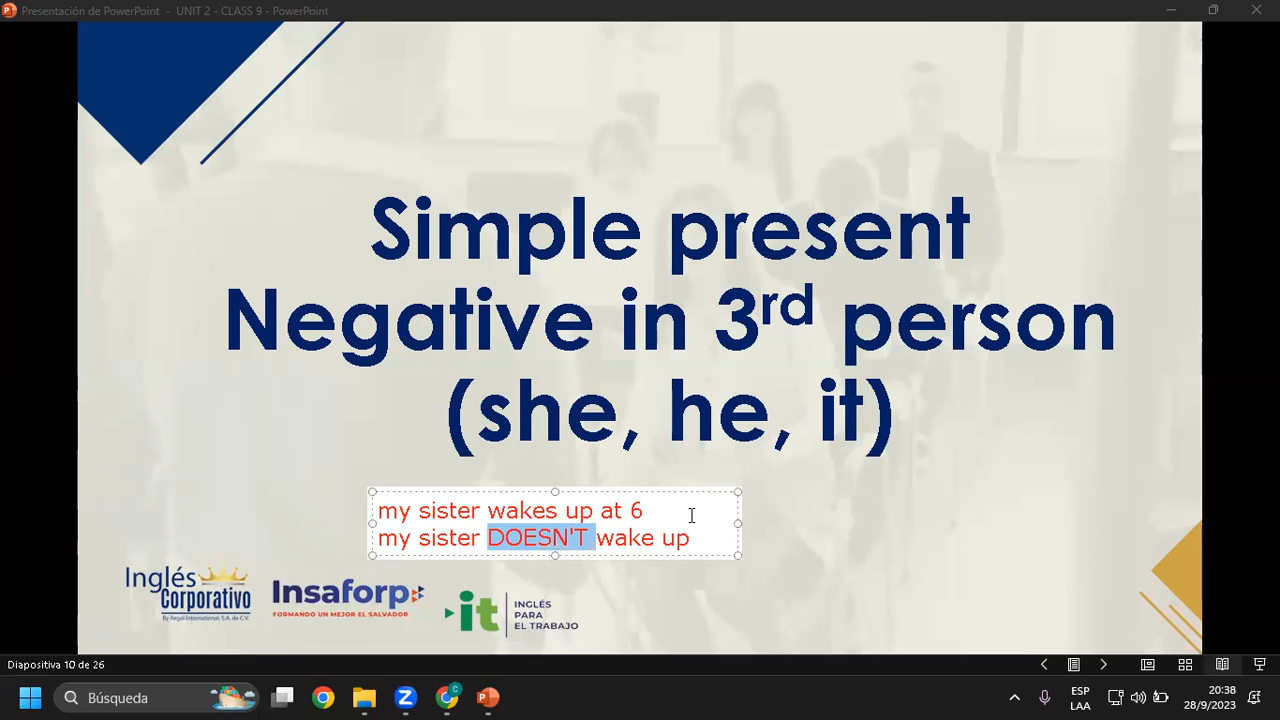 Presentación de PowerPoint - UNIT 2 - CLASS 9 - PowerPoint
Simple present
Negative in 3rd person
(she, he, it)
my sister wakes up at 6
my sister DOESN'T wake up
Inglés
Corporativo
By Regal International, S.A. de C.V.
Insaforp
FORMANDO UN MEJOR EL SALVADOR
it
INGLÉS
PARA
EL TRABAJO
Diapositiva 10 de 26
Búsqueda
C
ESP
LAA
20:38
28/9/2023